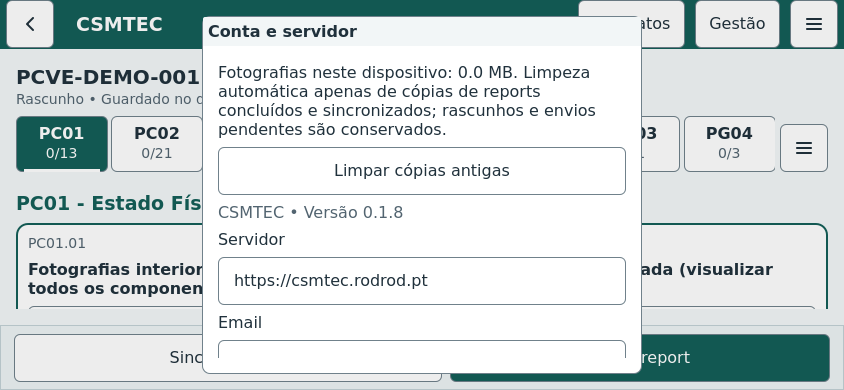 CSMTEC
atos
Gestão
Conta e servidor
PCVE-DEMO-001
Rascunho • Guardado no
PC01
0/13
PC02
0/21
03
PG04
0/3
Fotografias neste dispositivo: 0.0 MB. Limpeza
automática apenas de cópias de reports
concluídos e sincronizados; rascunhos e envios
pendentes são conservados.
Limpar cópias antigas
CSMTEC • Versão 0.1.8
Servidor
https://csmtec.rodrod.pt
Email
PC01 - Estado Fís
PC01.01
Fotografias interior
ada (visualizar
todos os componen
Sinc
report